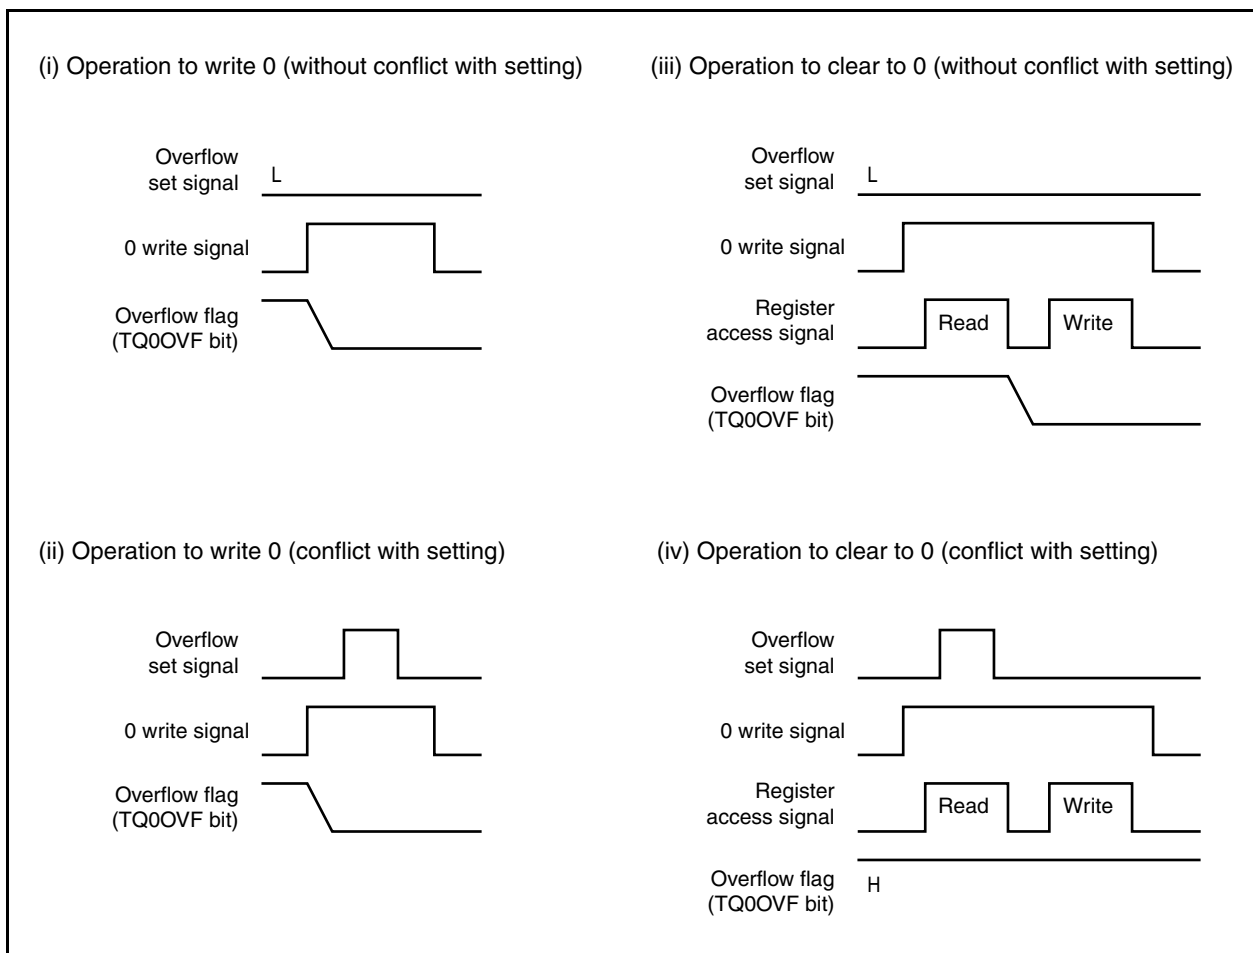 (i) Operation to write 0 (without conflict with setting)
Overflow
set signal
L
0 write signal
Overflow flag
(TQ0OVF bit)
(iii) Operation to clear to 0 (without conflict with setting)
Overflow
set signal
L
0 write signal
Register
access signal
Read
Write
Overflow flag
(TQ0OVF bit)
(ii) Operation to write 0 (conflict with setting)
Overflow
set signal
0 write signal
Overflow flag
(TQ0OVF bit)
(iv) Operation to clear to 0 (conflict with setting)
Overflow
set signal
0 write signal
Register
access signal
Read
Write
Overflow flag
(TQ0OVF bit)
H